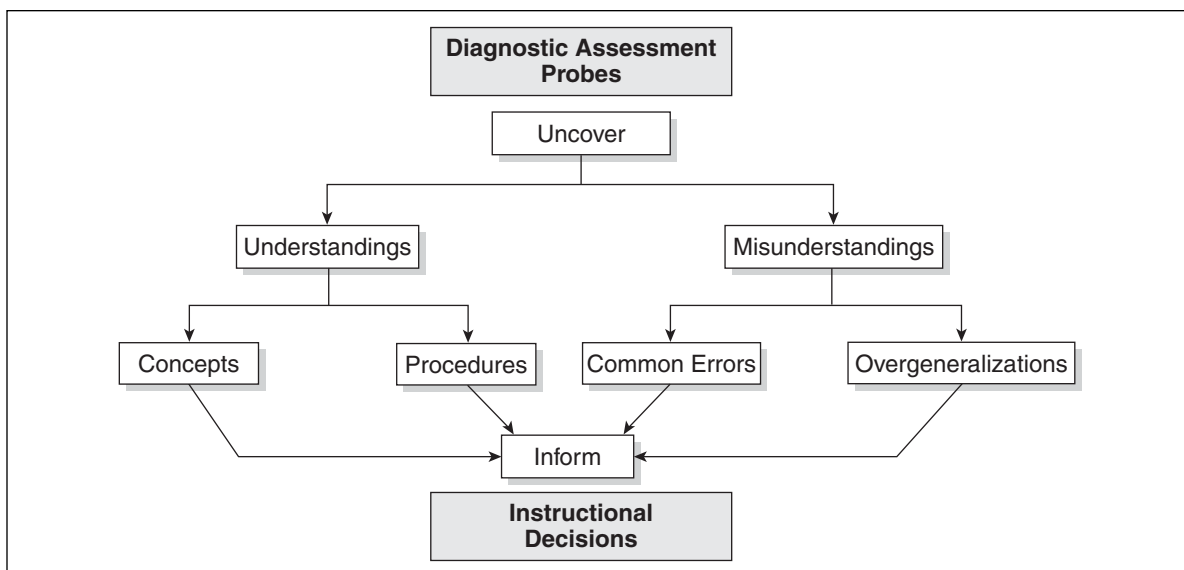 Diagnostic Assessment
Probes
Uncover
Understandings
Misunderstandings
Concepts
Procedures
Common Errors
Overgeneralizations
Inform
Instructional
Decisions